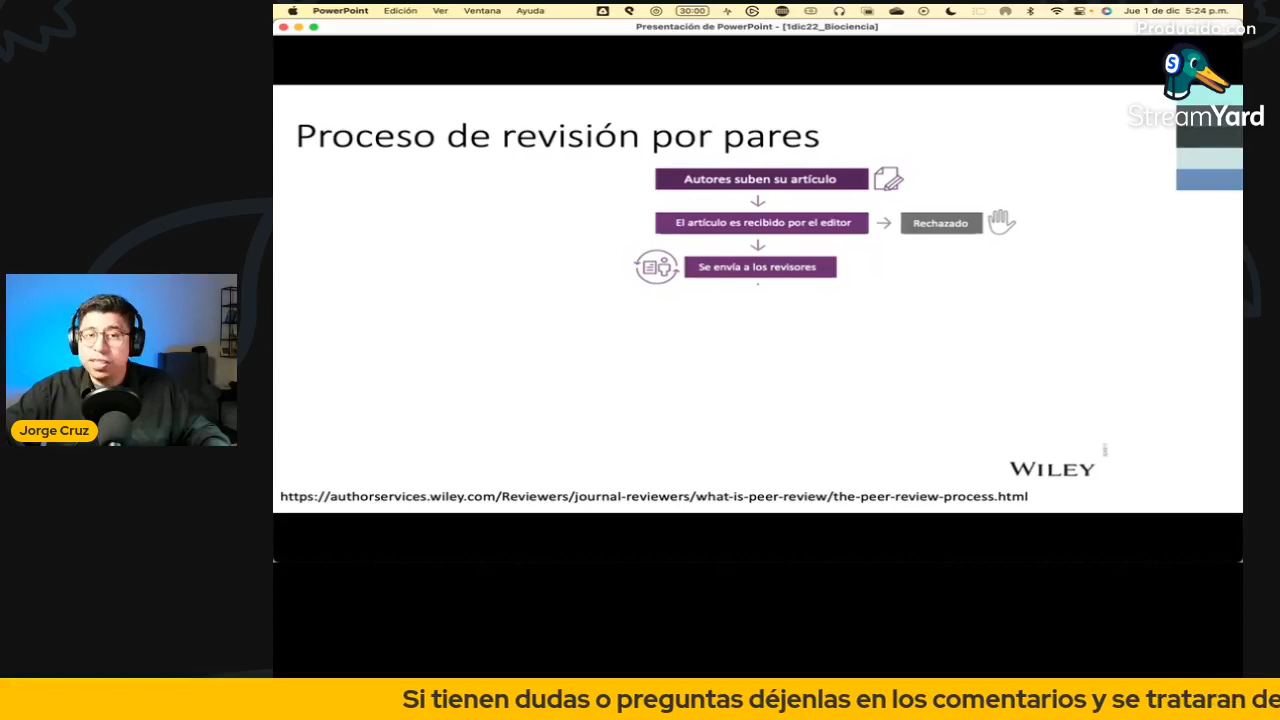 PowerPoint Edición Ver Ventana Ayuda 30:00 Jue 1 de dic 5:24 p.m.
Presentación de PowerPoint - [1dic22_Biociencia]
Producido con
StreamYard
Proceso de revisión por pares
Autores suben su artículo
El artículo es recibido por el editor
Rechazado
Se envía a los revisores
Jorge Cruz
WILEY
https://authorservices.wiley.com/Reviewers/journal-reviewers/what-is-peer-review/the-peer-review-process.html
Si tienen dudas o preguntas déjenlas en los comentarios y se trataran de